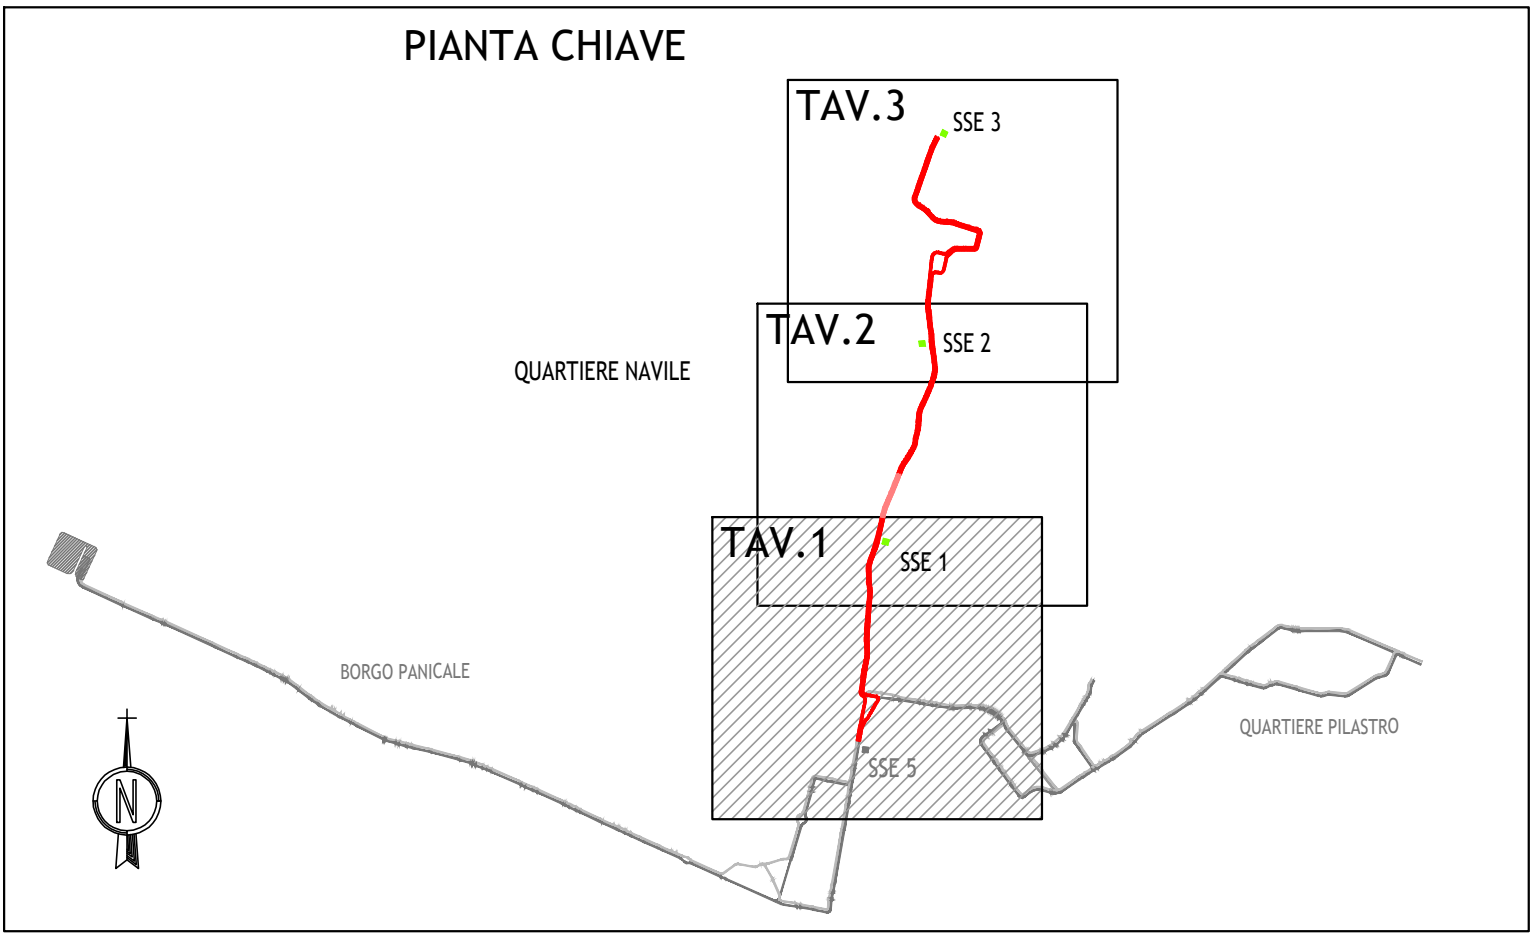 PIANTA CHIAVE
TAV.3
SSE 3
TAV.2
SSE 2
QUARTIERE NAVILE
TAV.1
SSE 1
BORGO PANICALE
QUARTIERE PILASTRO
SSE 5
N